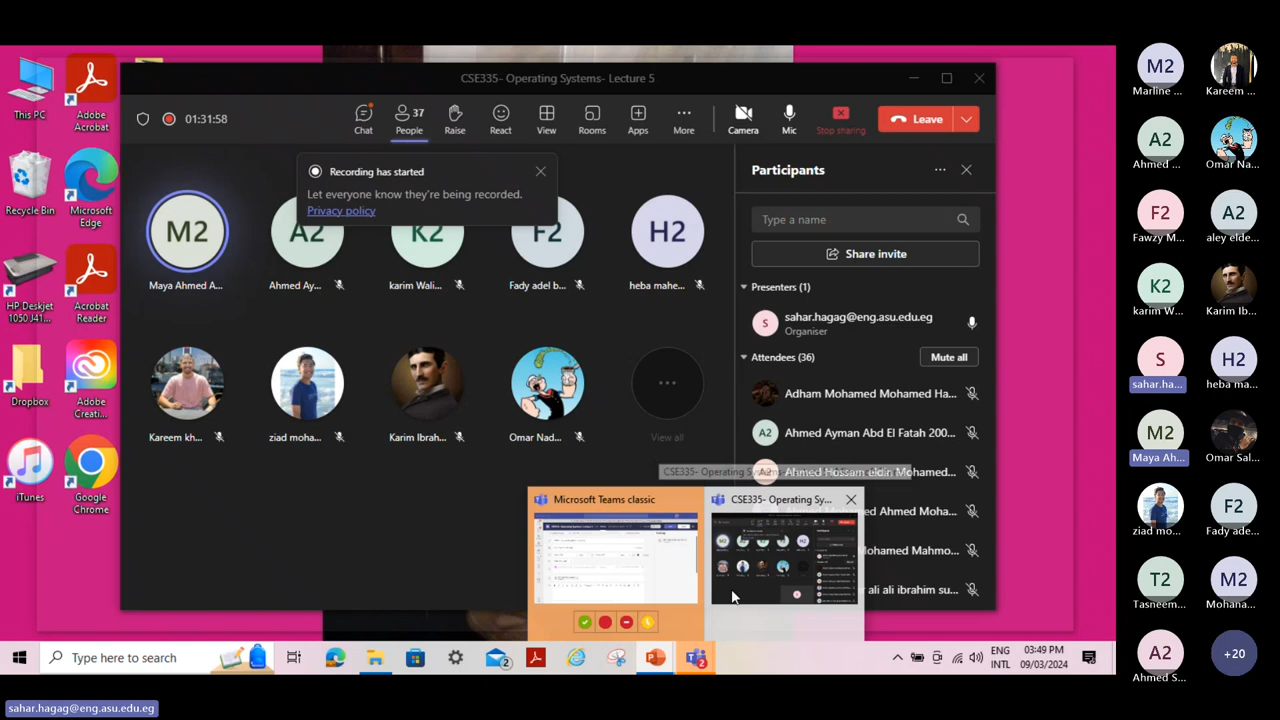 CSE335- Operating Systems- Lecture 5
01:31:58
Chat
People
37
Raise
React
View
Rooms
Apps
More
Camera
Mic
Stop sharing
Leave
Recording has started
Let everyone know they're being recorded.
Privacy policy
M2
A2
K2
F2
H2
Maya Ahmed A...
Ahmed Ay...
karim Wali...
Fady adel b...
heba mahe...
Kareem kh...
ziad moha...
Karim Ibrah...
Omar Nad...
View all
Participants
Type a name
Share invite
Presenters (1)
S
sahar.hagag@eng.asu.edu.eg
Organiser
Attendees (36)
Mute all
Adham Mohamed Mohamed Ha...
A2
Ahmed Ayman Abd El Fatah 200...
A2
Ahmed Hossam eldin Mohamed...
CSE335- Operating Sy
Microsoft Teams classic
CSE335- Operating Sy...
This PC
Adobe
Acrobat
Recycle Bin
Microsoft
Edge
HP Deskjet
1050 J41...
Acrobat
Reader
Dropbox
Adobe
Creati...
iTunes
Google
Chrome
Type here to search
2
2
ENG
INTL
03:49 PM
09/03/2024
M2
Marline ...
Kareem ...
A2
Ahmed ...
Omar Na...
F2
Fawzy M...
A2
aley elde...
K2
karim W...
Karim Ib...
S
sahar.ha...
H2
heba ma...
M2
Maya Ah...
Omar Sal...
ziad mo...
F2
Fady ade...
T2
Tasneem...
M2
Mohana...
A2
Ahmed S...
+20
sahar.hagag@eng.asu.edu.eg